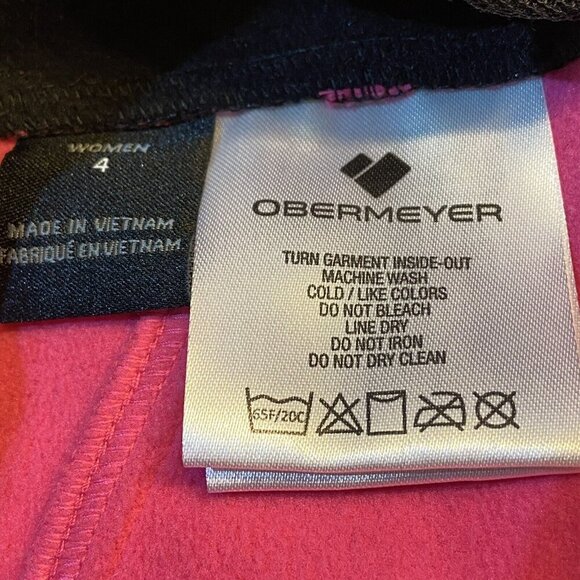 WOMEN
4
MADE IN VIETNAM
FABRIQUÉ EN VIETNAM
OBERMEYER
TURN GARMENT INSIDE-OUT
MACHINE WASH
COLD / LIKE COLORS
DO NOT BLEACH
LINE DRY
DO NOT IRON
DO NOT DRY CLEAN
65F/20C